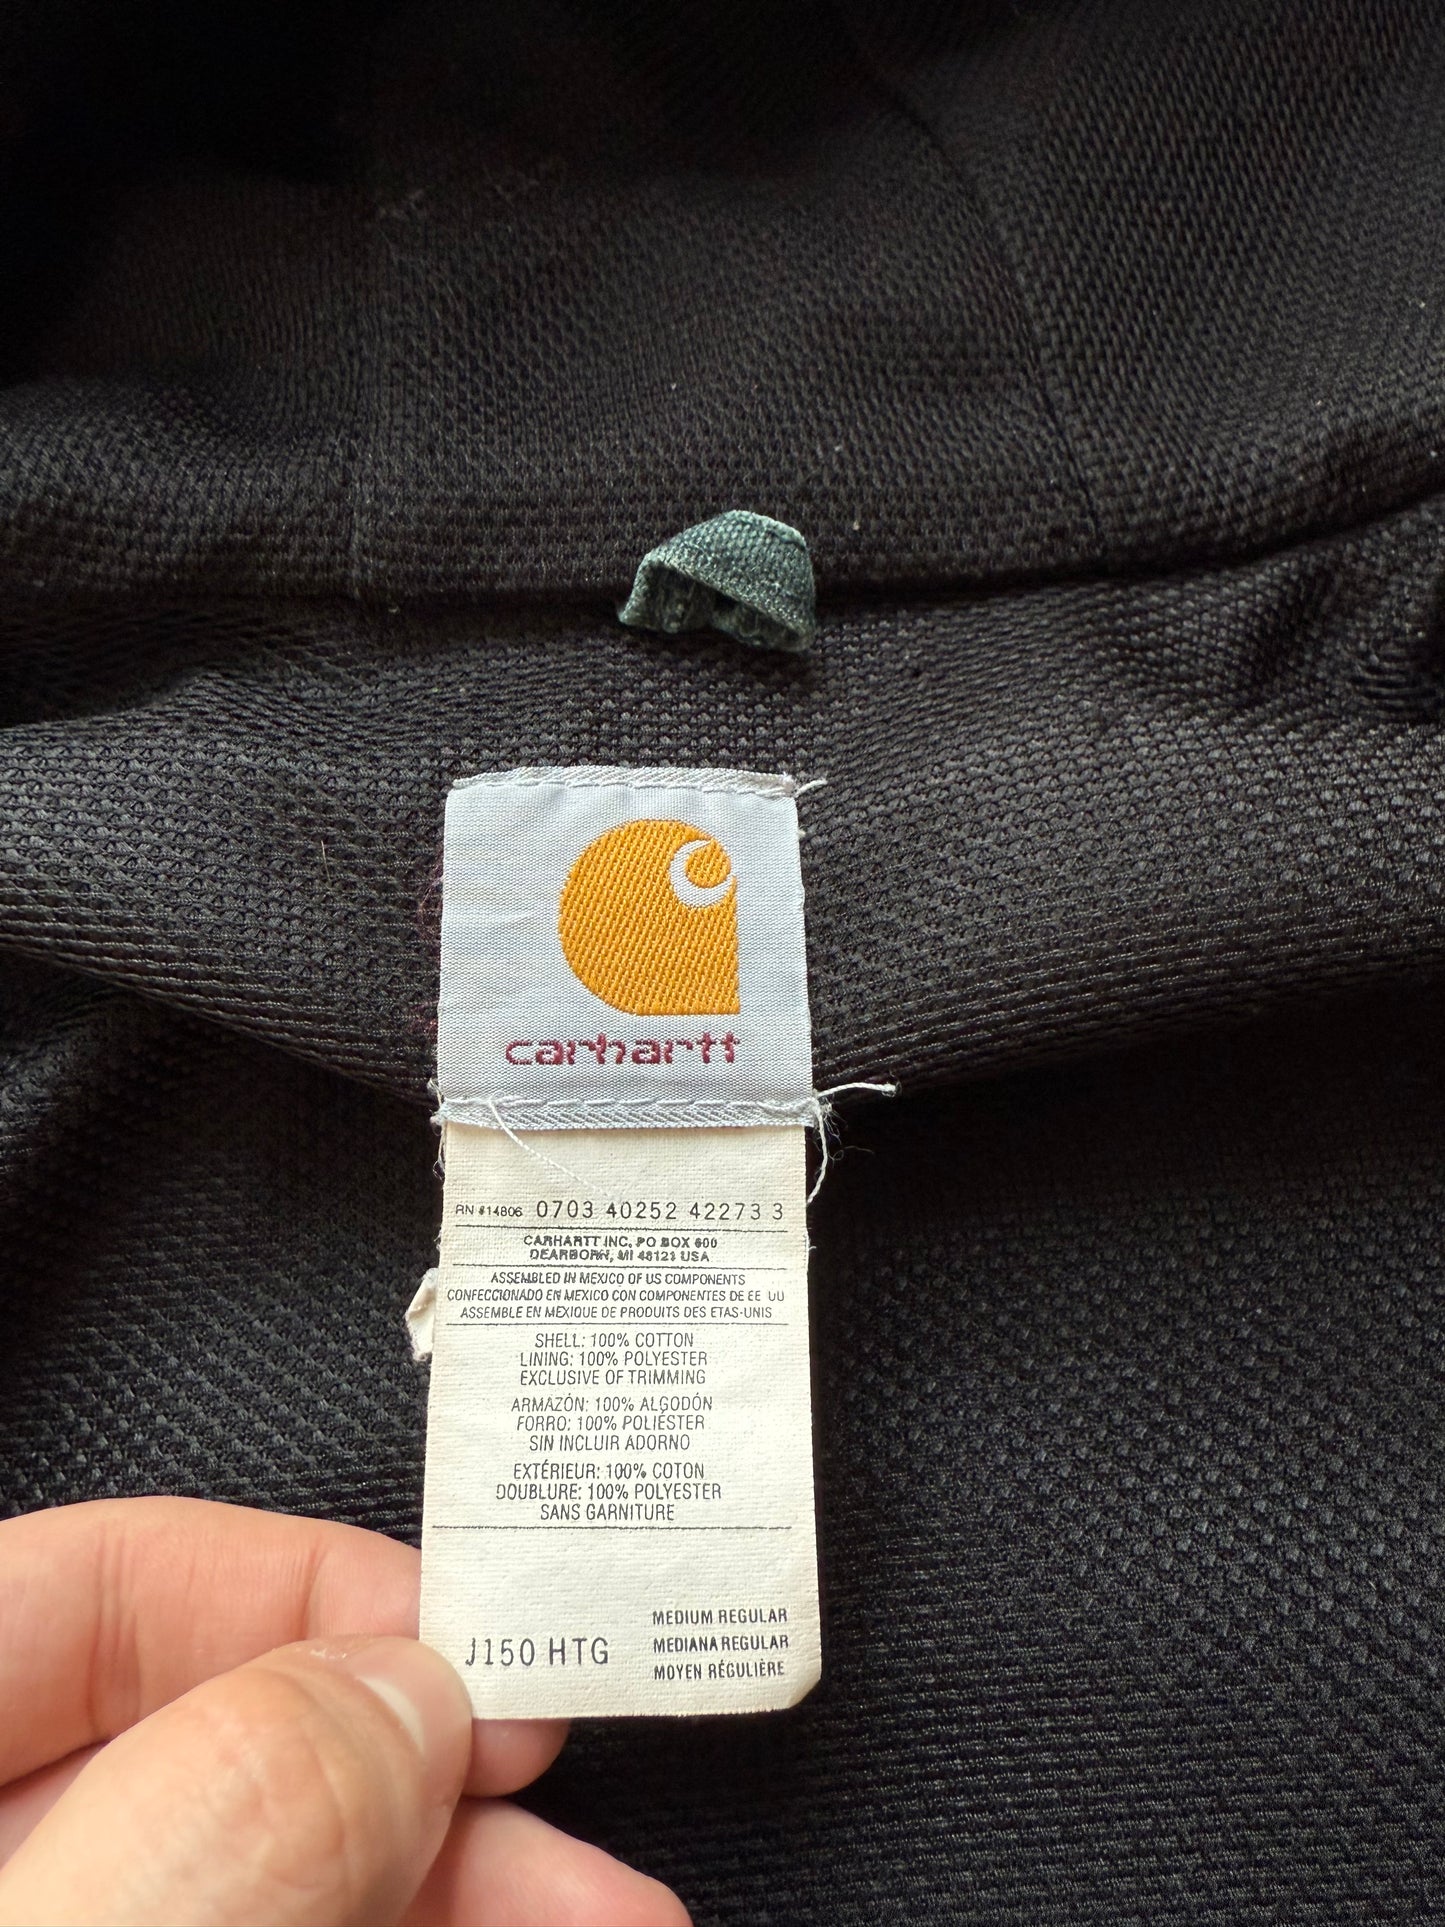 carhartt
RN #14806 0703 40252 42273 3
CARHARTT INC, PO BOX 600
DEARBORN, MI 48121 USA
ASSEMBLED IN MEXICO OF US COMPONENTS
CONFECCIONADO EN MEXICO CON COMPONENTES DE EE UU
ASSEMBLE EN MEXIQUE DE PRODUITS DES ETAS-UNIS
SHELL: 100% COTTON
LINING: 100% POLYESTER
EXCLUSIVE OF TRIMMING
ARMAZÓN: 100% ALGODÓN
FORRO: 100% POLIÉSTER
SIN INCLUIR ADORNO
EXTÉRIEUR: 100% COTON
DOUBLURE: 100% POLYESTER
SANS GARNITURE
J150 HTG
MEDIUM REGULAR
MEDIANA REGULAR
MOYEN RÉGULIÈRE